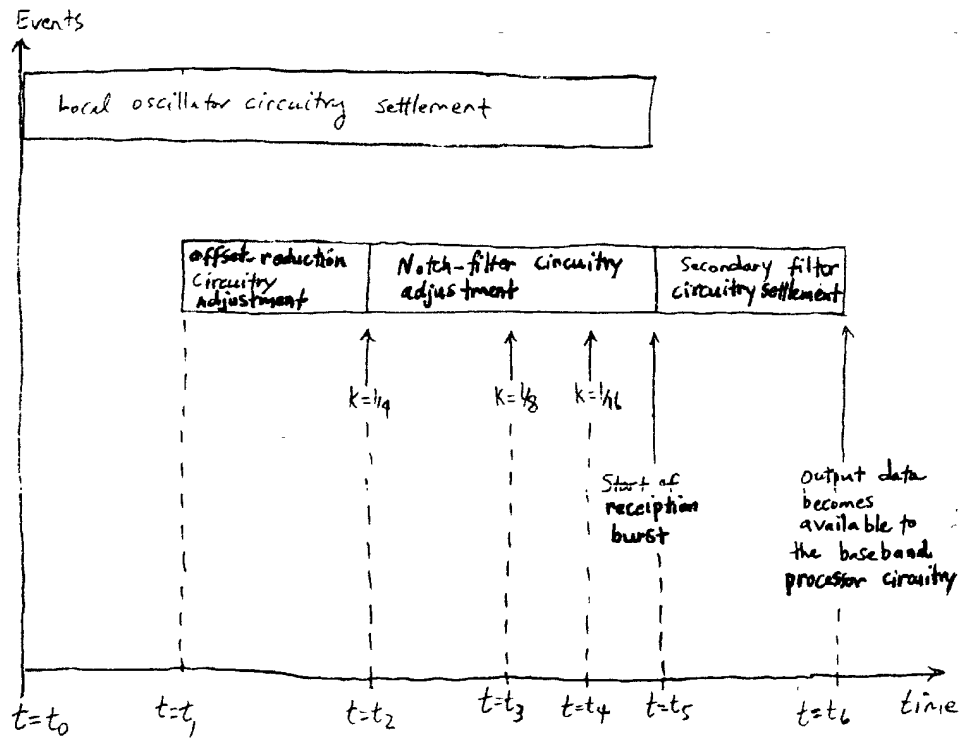 Events
Local oscillator circuitry settlement
offset-reduction
circuitry
adjustment
Notch-filter circuitry
adjustment
Secondary filter
circuitry settlement
k=1/4
k=1/8
k=1/16
Start of
receiption
burst
output data
becomes
available to
the baseband
processor circuitry
t=t0
t=t1
t=t2
t=t3
t=t4
t=t5
t=t6
time